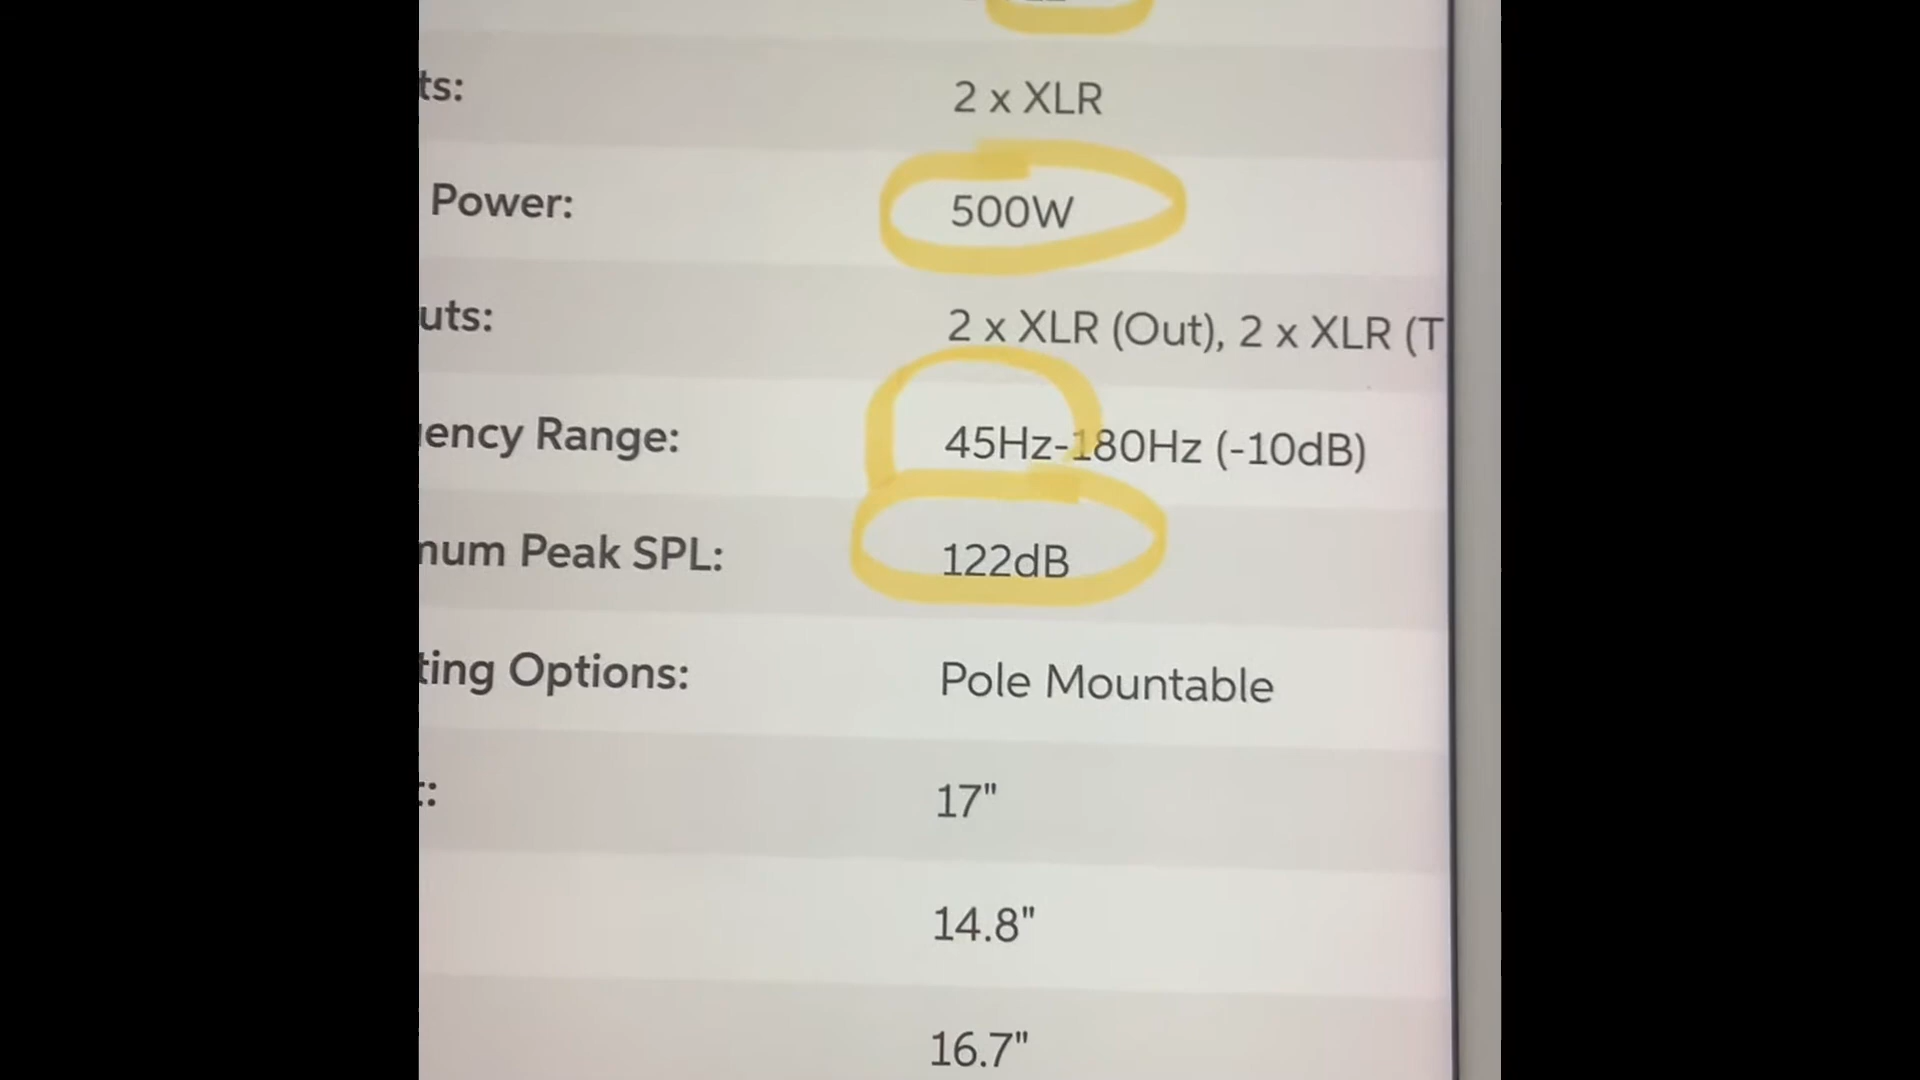 ts: 2 x XLR
Power: 500W
uts: 2 x XLR (Out), 2 x XLR (T
ency Range: 45Hz-180Hz (-10dB)
num Peak SPL: 122dB
ting Options: Pole Mountable
: 17"
14.8"
16.7"